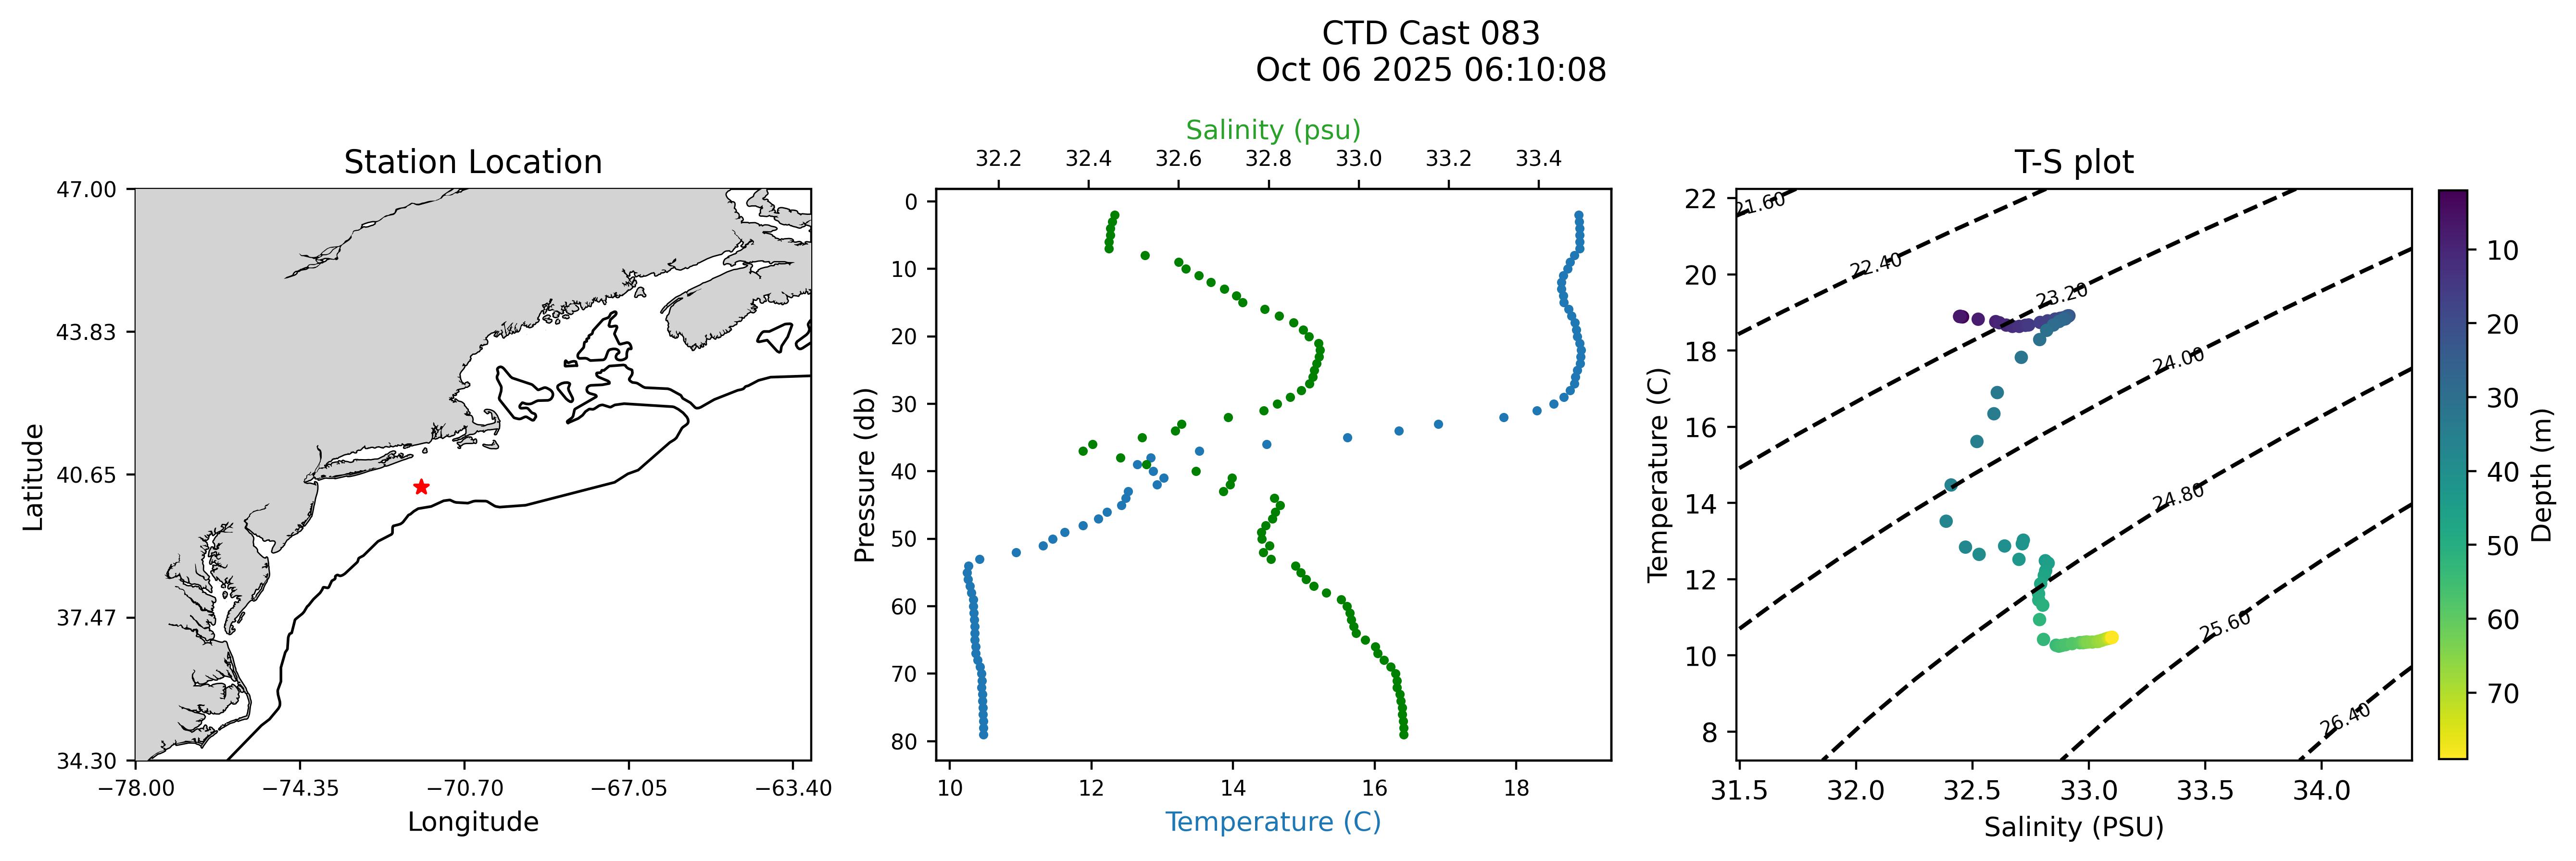 CTD Cast 083
Oct 06 2025 06:10:08
Station Location
47.00
43.83
40.65
37.47
34.30
Latitude
−78.00 −74.35 −70.70 −67.05 −63.40
Longitude
Salinity (psu)
32.2 32.4 32.6 32.8 33.0 33.2 33.4
0
10
20
30
40
50
60
70
80
Pressure (db)
10 12 14 16 18
Temperature (C)
T-S plot
22
20
18
16
14
12
10
8
Temperature (C)
21.60
22.40
23.20
24.00
24.80
25.60
26.40
31.5 32.0 32.5 33.0 33.5 34.0
Salinity (PSU)
10
20
30
40
50
60
70
Depth (m)